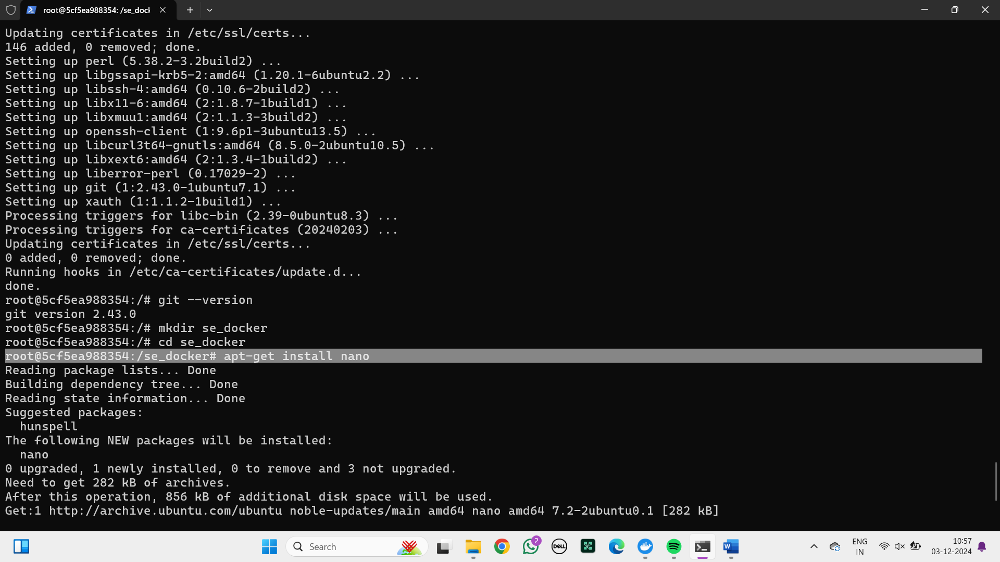 root@5cf5ea988354: /se_dock
Updating certificates in /etc/ssl/certs...
146 added, 0 removed; done.
Setting up perl (5.38.2-3.2build2) ...
Setting up libgssapi-krb5-2:amd64 (1.20.1-6ubuntu2.2) ...
Setting up libssh-4:amd64 (0.10.6-2build2) ...
Setting up libx11-6:amd64 (2:1.8.7-1build1) ...
Setting up libxmuu1:amd64 (2:1.1.3-3build2) ...
Setting up openssh-client (1:9.6p1-3ubuntu13.5) ...
Setting up libcurl3t64-gnutls:amd64 (8.5.0-2ubuntu10.5) ...
Setting up libxext6:amd64 (2:1.3.4-1build2) ...
Setting up liberror-perl (0.17029-2) ...
Setting up git (1:2.43.0-1ubuntu7.1) ...
Setting up xauth (1:1.1.2-1build1) ...
Processing triggers for libc-bin (2.39-0ubuntu8.3) ...
Processing triggers for ca-certificates (20240203) ...
Updating certificates in /etc/ssl/certs...
0 added, 0 removed; done.
Running hooks in /etc/ca-certificates/update.d...
done.
root@5cf5ea988354:/# git --version
git version 2.43.0
root@5cf5ea988354:/# mkdir se_docker
root@5cf5ea988354:/# cd se_docker
root@5cf5ea988354:/se_docker# apt-get install nano
Reading package lists... Done
Building dependency tree... Done
Reading state information... Done
Suggested packages:
  hunspell
The following NEW packages will be installed:
  nano
0 upgraded, 1 newly installed, 0 to remove and 3 not upgraded.
Need to get 282 kB of archives.
After this operation, 856 kB of additional disk space will be used.
Get:1 http://archive.ubuntu.com/ubuntu noble-updates/main amd64 nano amd64 7.2-2ubuntu0.1 [282 kB]
Search
2
DELL
W
ENG
IN
10:57
03-12-2024